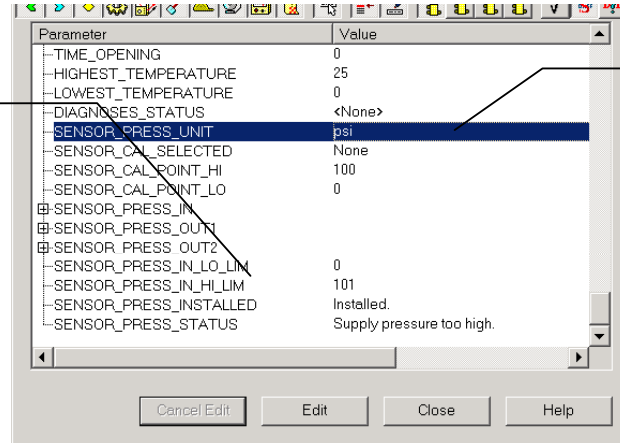 Parameter Value
TIME_OPENING 0
HIGHEST_TEMPERATURE 25
LOWEST_TEMPERATURE 0
DIAGNOSES_STATUS <None>
SENSOR_PRESS_UNIT psi
SENSOR_CAL_SELECTED None
SENSOR_CAL_POINT_HI 100
SENSOR_CAL_POINT_LO 0
SENSOR_PRESS_IN
SENSOR_PRESS_OUT1
SENSOR_PRESS_OUT2
SENSOR_PRESS_IN_LO_LIM 0
SENSOR_PRESS_IN_HI_LIM 101
SENSOR_PRESS_INSTALLED Installed.
SENSOR_PRESS_STATUS Supply pressure too high.
Cancel Edit Edit Close Help